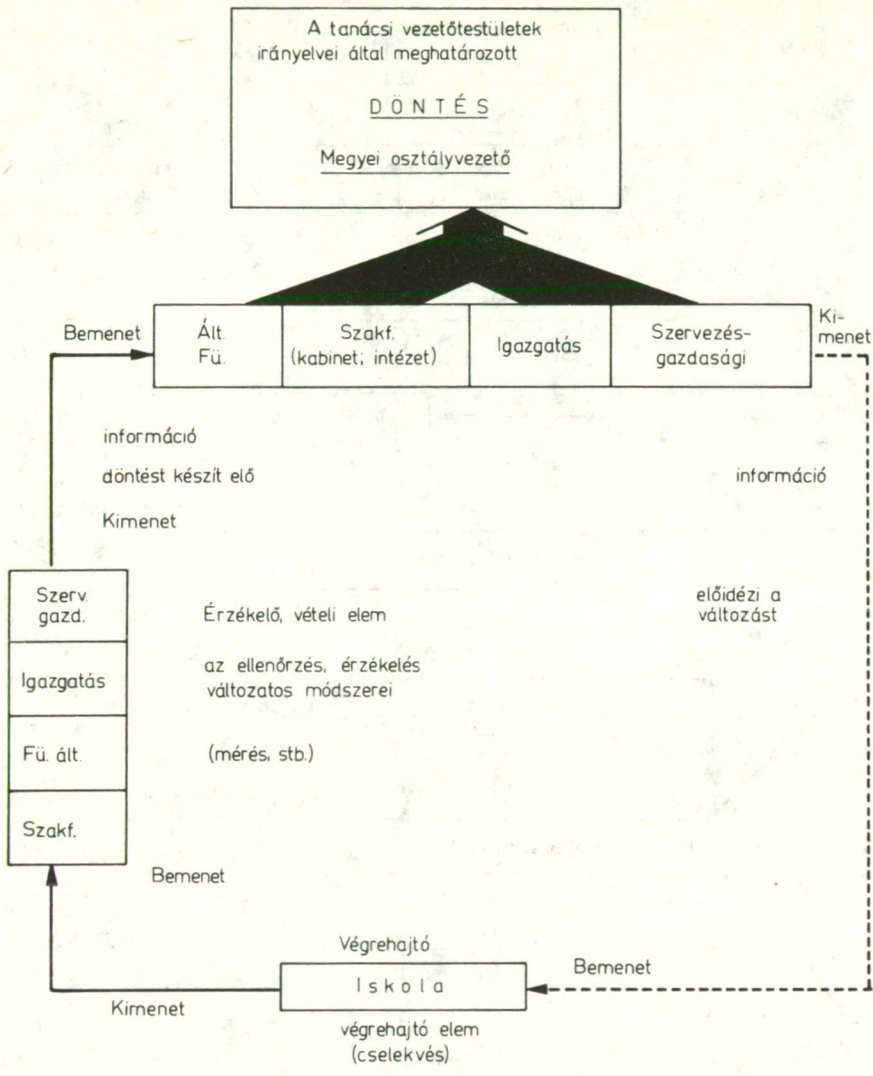 A tanácsi vezetőtestületek
irányelvei által meghatározott
DÖNTÉS
Megyei osztályvezető
Bemenet
Ált.
Fü.
Szakf.
(kabinet; intézet)
Igazgatás
Szervezés-
gazdasági
Ki-
menet
információ
döntést készít elő
információ
Kimenet
Szerv.
gazd.
Igazgatás
Fü. ált.
Szakf.
Érzékelő, vételi elem
az ellenőrzés, érzékelés
változatos módszerei
(mérés, stb.)
előidézi a
változást
Bemenet
Végrehajtó
Iskola
végrehajtó elem
(cselekvés)
Bemenet
Kimenet